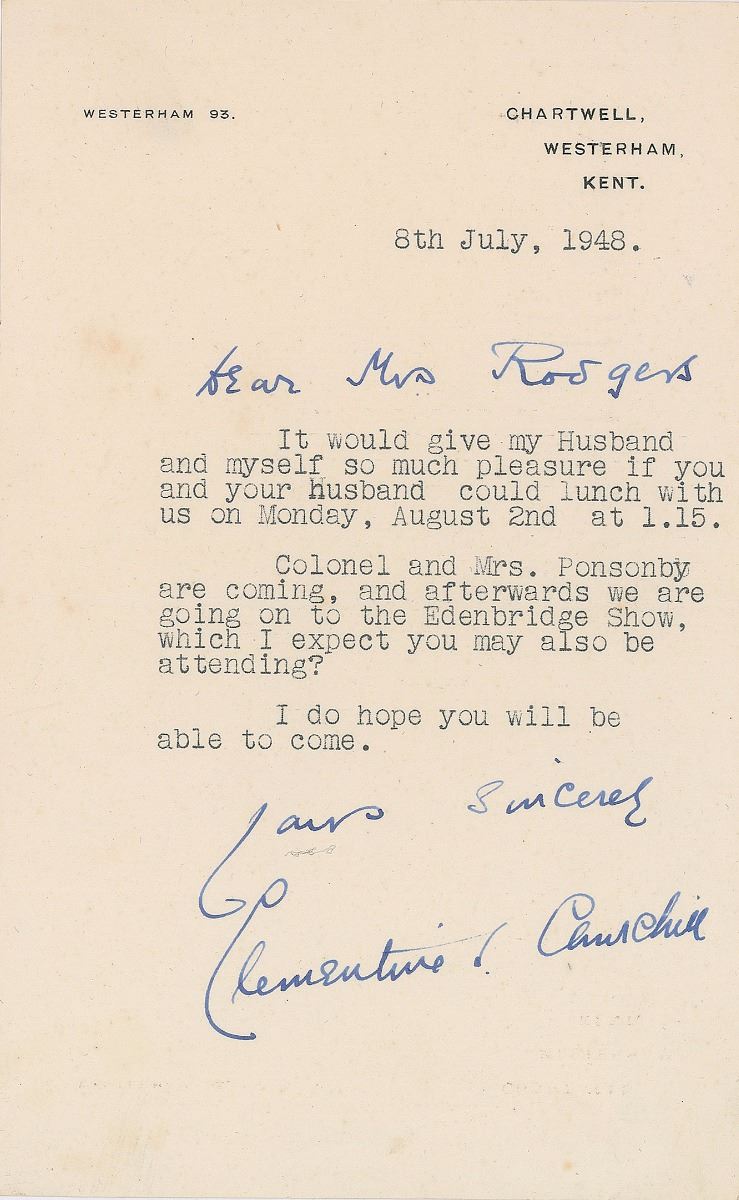 WESTERHAM 93.
CHARTWELL,
WESTERHAM,
KENT.
8th July, 1948.
Dear Mrs Rodgers
It would give my Husband
and myself so much pleasure if you
and your Husband could lunch with
us on Monday, August 2nd at 1.15.
Colonel and Mrs. Ponsonby
are coming, and afterwards we are
going on to the Edenbridge Show,
which I expect you may also be
attending?
I do hope you will be
able to come.
Yours Sincerely
Clementine S. Churchill